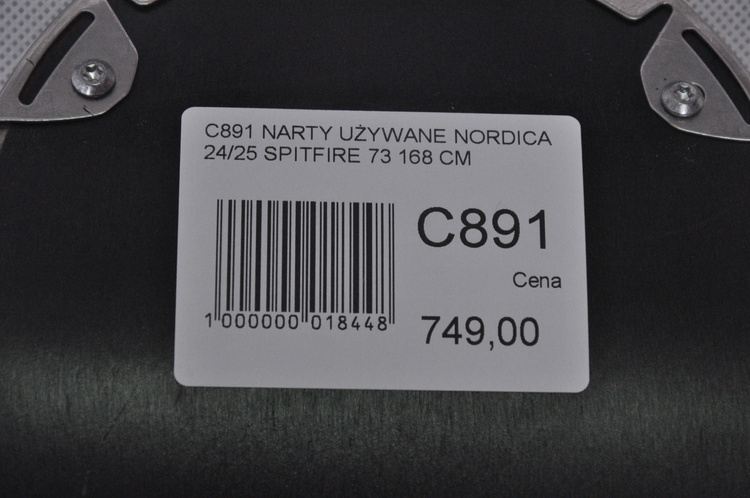 C891 NARTY UŻYWANE NORDICA
24/25 SPITFIRE 73 168 CM
C891
Cena
749,00
1 000000 018448